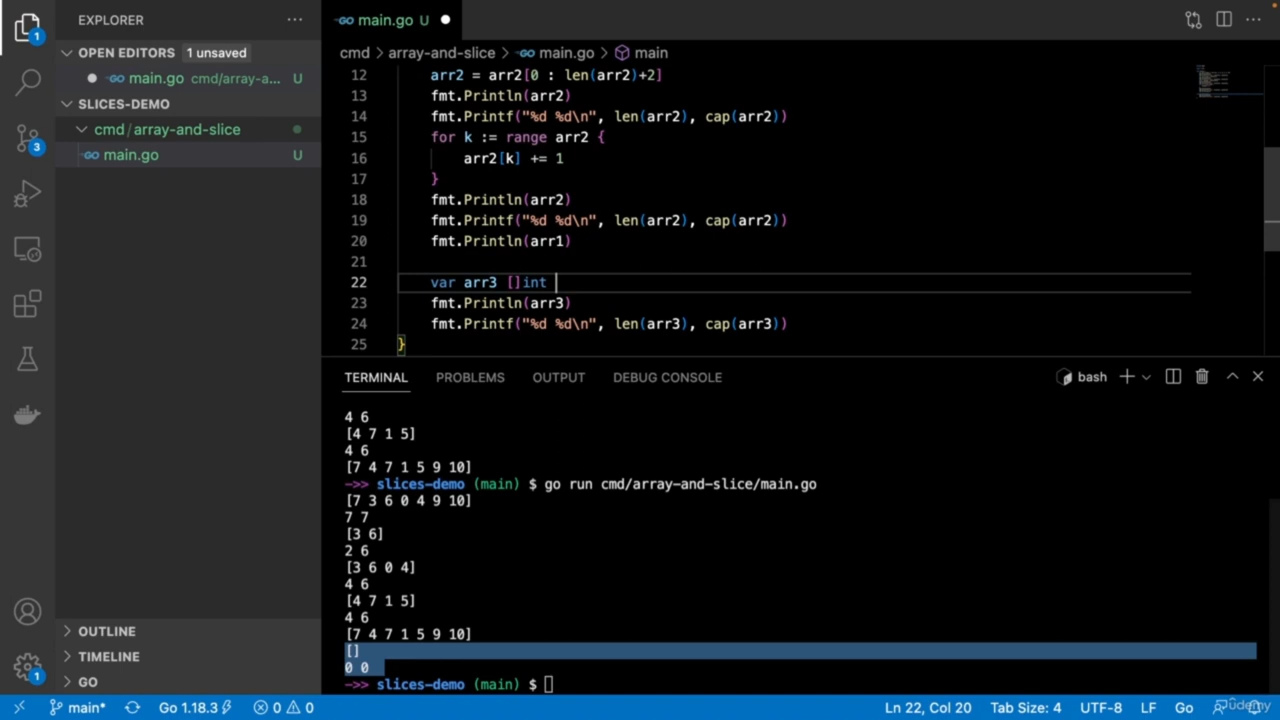 EXPLORER
main.go U
OPEN EDITORS 1 unsaved
main.go cmd/array-a... U
SLICES-DEMO
cmd/array-and-slice
main.go U
OUTLINE
TIMELINE
GO
1
3
1
cmd > array-and-slice > main.go > main
12 arr2 = arr2[0 : len(arr2)+2]
13 fmt.Println(arr2)
14 fmt.Printf("%d %d\n", len(arr2), cap(arr2))
15 for k := range arr2 {
16 arr2[k] += 1
17 }
18 fmt.Println(arr2)
19 fmt.Printf("%d %d\n", len(arr2), cap(arr2))
20 fmt.Println(arr1)
21
22 var arr3 []int
23 fmt.Println(arr3)
24 fmt.Printf("%d %d\n", len(arr3), cap(arr3))
25 }
TERMINAL PROBLEMS OUTPUT DEBUG CONSOLE bash
4 6
[4 7 1 5]
4 6
[7 4 7 1 5 9 10]
->> slices-demo (main) $ go run cmd/array-and-slice/main.go
[7 3 6 0 4 9 10]
7 7
[3 6]
2 6
[3 6 0 4]
4 6
[4 7 1 5]
4 6
[7 4 7 1 5 9 10]
[]
0 0
->> slices-demo (main) $
main* Go 1.18.3 0 0 Ln 22, Col 20 Tab Size: 4 UTF-8 LF Go
Udemy